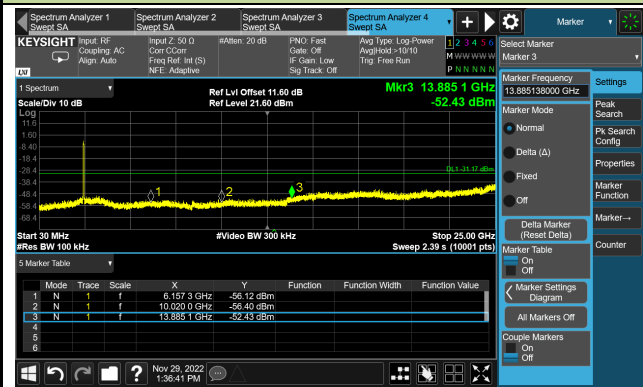 Spectrum Analyzer 1
Swept SA
Spectrum Analyzer 2
Swept SA
Spectrum Analyzer 3
Swept SA
Spectrum Analyzer 4
Swept SA
Marker
KEYSIGHT
Input: RF
Coupling: AC
Align: Auto
Input Z: 50 Ω
Corr CCorr
Freq Ref: Int (S)
NFE: Adaptive
#Atten: 20 dB
PNO: Fast
Gate: Off
IF Gain: Low
Sig Track: Off
Avg Type: Log-Power
Avg|Hold:>10/10
Trig: Free Run
1 2 3 4 5 6
M W W W W W
P N N N N N
LXI
Select Marker
Marker 3
1 Spectrum
Scale/Div 10 dB
Ref Lvl Offset 11.60 dB
Ref Level 21.60 dBm
Mkr3 13.885 1 GHz
-52.43 dBm
Log
11.6
1.60
-8.40
-18.4
-28.4
-38.4
-48.4
-58.4
-68.4
DL1 -31.17 dBm
1
2
3
Start 30 MHz
#Res BW 100 kHz
#Video BW 300 kHz
Stop 25.00 GHz
Sweep 2.39 s (10001 pts)
5 Marker Table
Mode Trace Scale X Y Function Function Width Function Value
1 N 1 f 6.157 3 GHz -56.12 dBm
2 N 1 f 10.020 0 GHz -56.40 dBm
3 N 1 f 13.885 1 GHz -52.43 dBm
4
5
6
Marker Frequency
13.885138000 GHz
Marker Mode
Normal
Delta (Δ)
Fixed
Off
Delta Marker
(Reset Delta)
Marker Table
On
Off
Marker Settings
Diagram
All Markers Off
Couple Markers
On
Off
Settings
Peak
Search
Pk Search
Config
Properties
Marker
Function
Marker→
Counter
?
Nov 29, 2022
1:36:41 PM